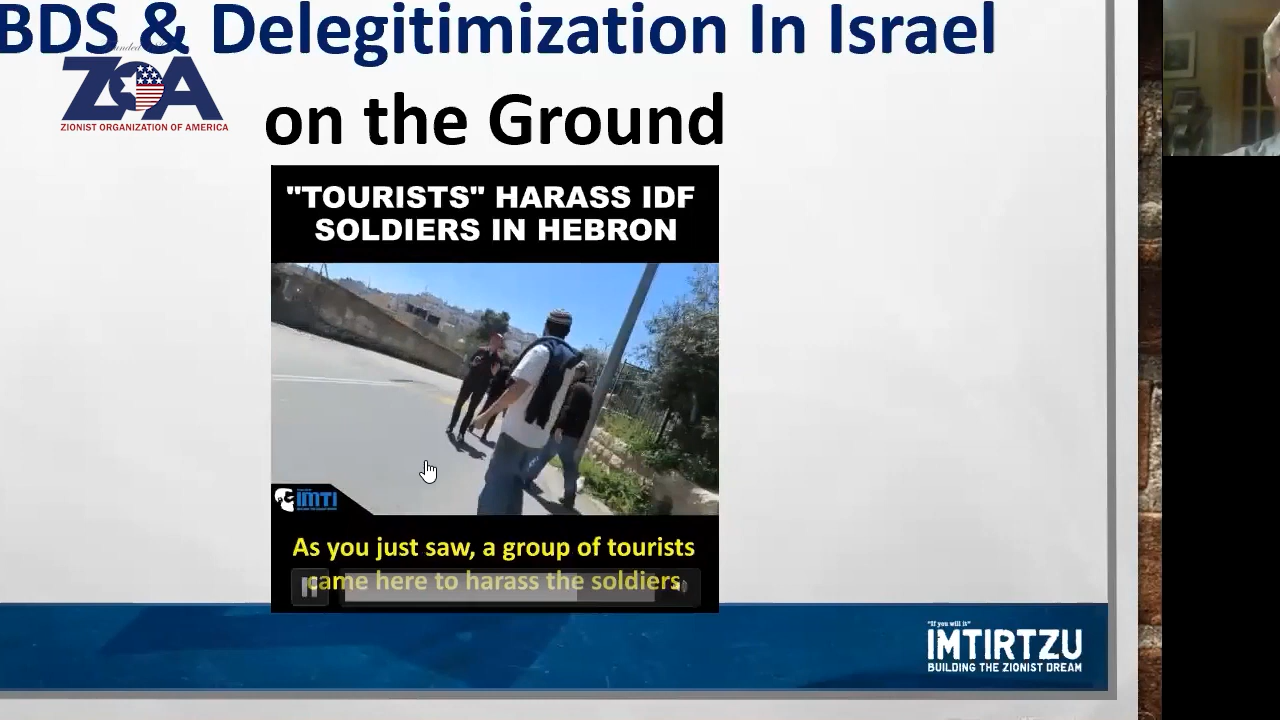 BDS & Delegitimization In Israel
ZOA
ZIONIST ORGANIZATION OF AMERICA
on the Ground
"TOURISTS" HARASS IDF
SOLDIERS IN HEBRON
IMTI
As you just saw, a group of tourists
came here to harass the soldiers
"If you will it"
IMTIRTZU
BUILDING THE ZIONIST DREAM